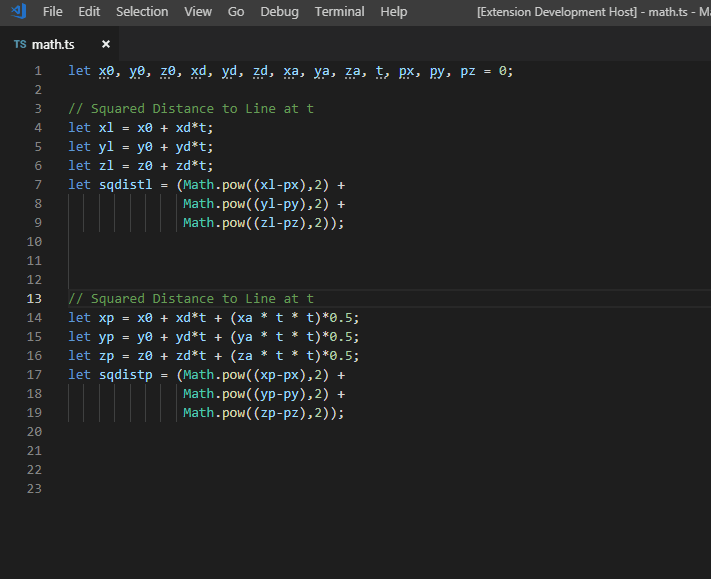 File Edit Selection View Go Debug Terminal Help [Extension Development Host] - math.ts - Ma
TS math.ts ×
1 let x0, y0, z0, xd, yd, zd, xa, ya, za, t, px, py, pz = 0;
2
3 // Squared Distance to Line at t
4 let xl = x0 + xd*t;
5 let yl = y0 + yd*t;
6 let zl = z0 + zd*t;
7 let sqdistl = (Math.pow((xl-px),2) +
8 Math.pow((yl-py),2) +
9 Math.pow((zl-pz),2));
10
11
12
13 // Squared Distance to Line at t
14 let xp = x0 + xd*t + (xa * t * t)*0.5;
15 let yp = y0 + yd*t + (ya * t * t)*0.5;
16 let zp = z0 + zd*t + (za * t * t)*0.5;
17 let sqdistp = (Math.pow((xp-px),2) +
18 Math.pow((yp-py),2) +
19 Math.pow((zp-pz),2));
20
21
22
23